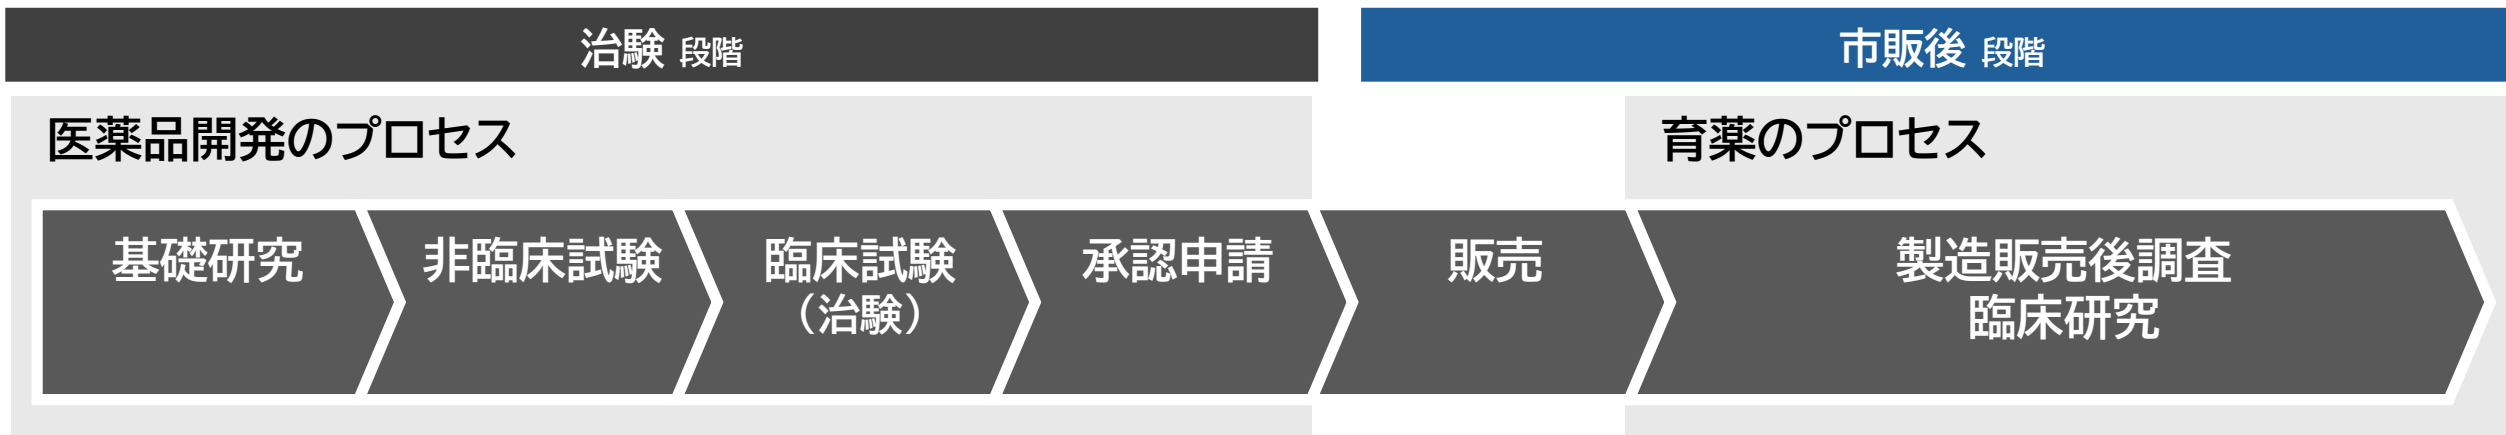 治験 段階
市販後 段階
医薬品開発のプロセス
育薬のプロセス
基礎研究
非臨床試験
臨床試験
（治験）
承認申請
販売
製造販売後調査
臨床研究